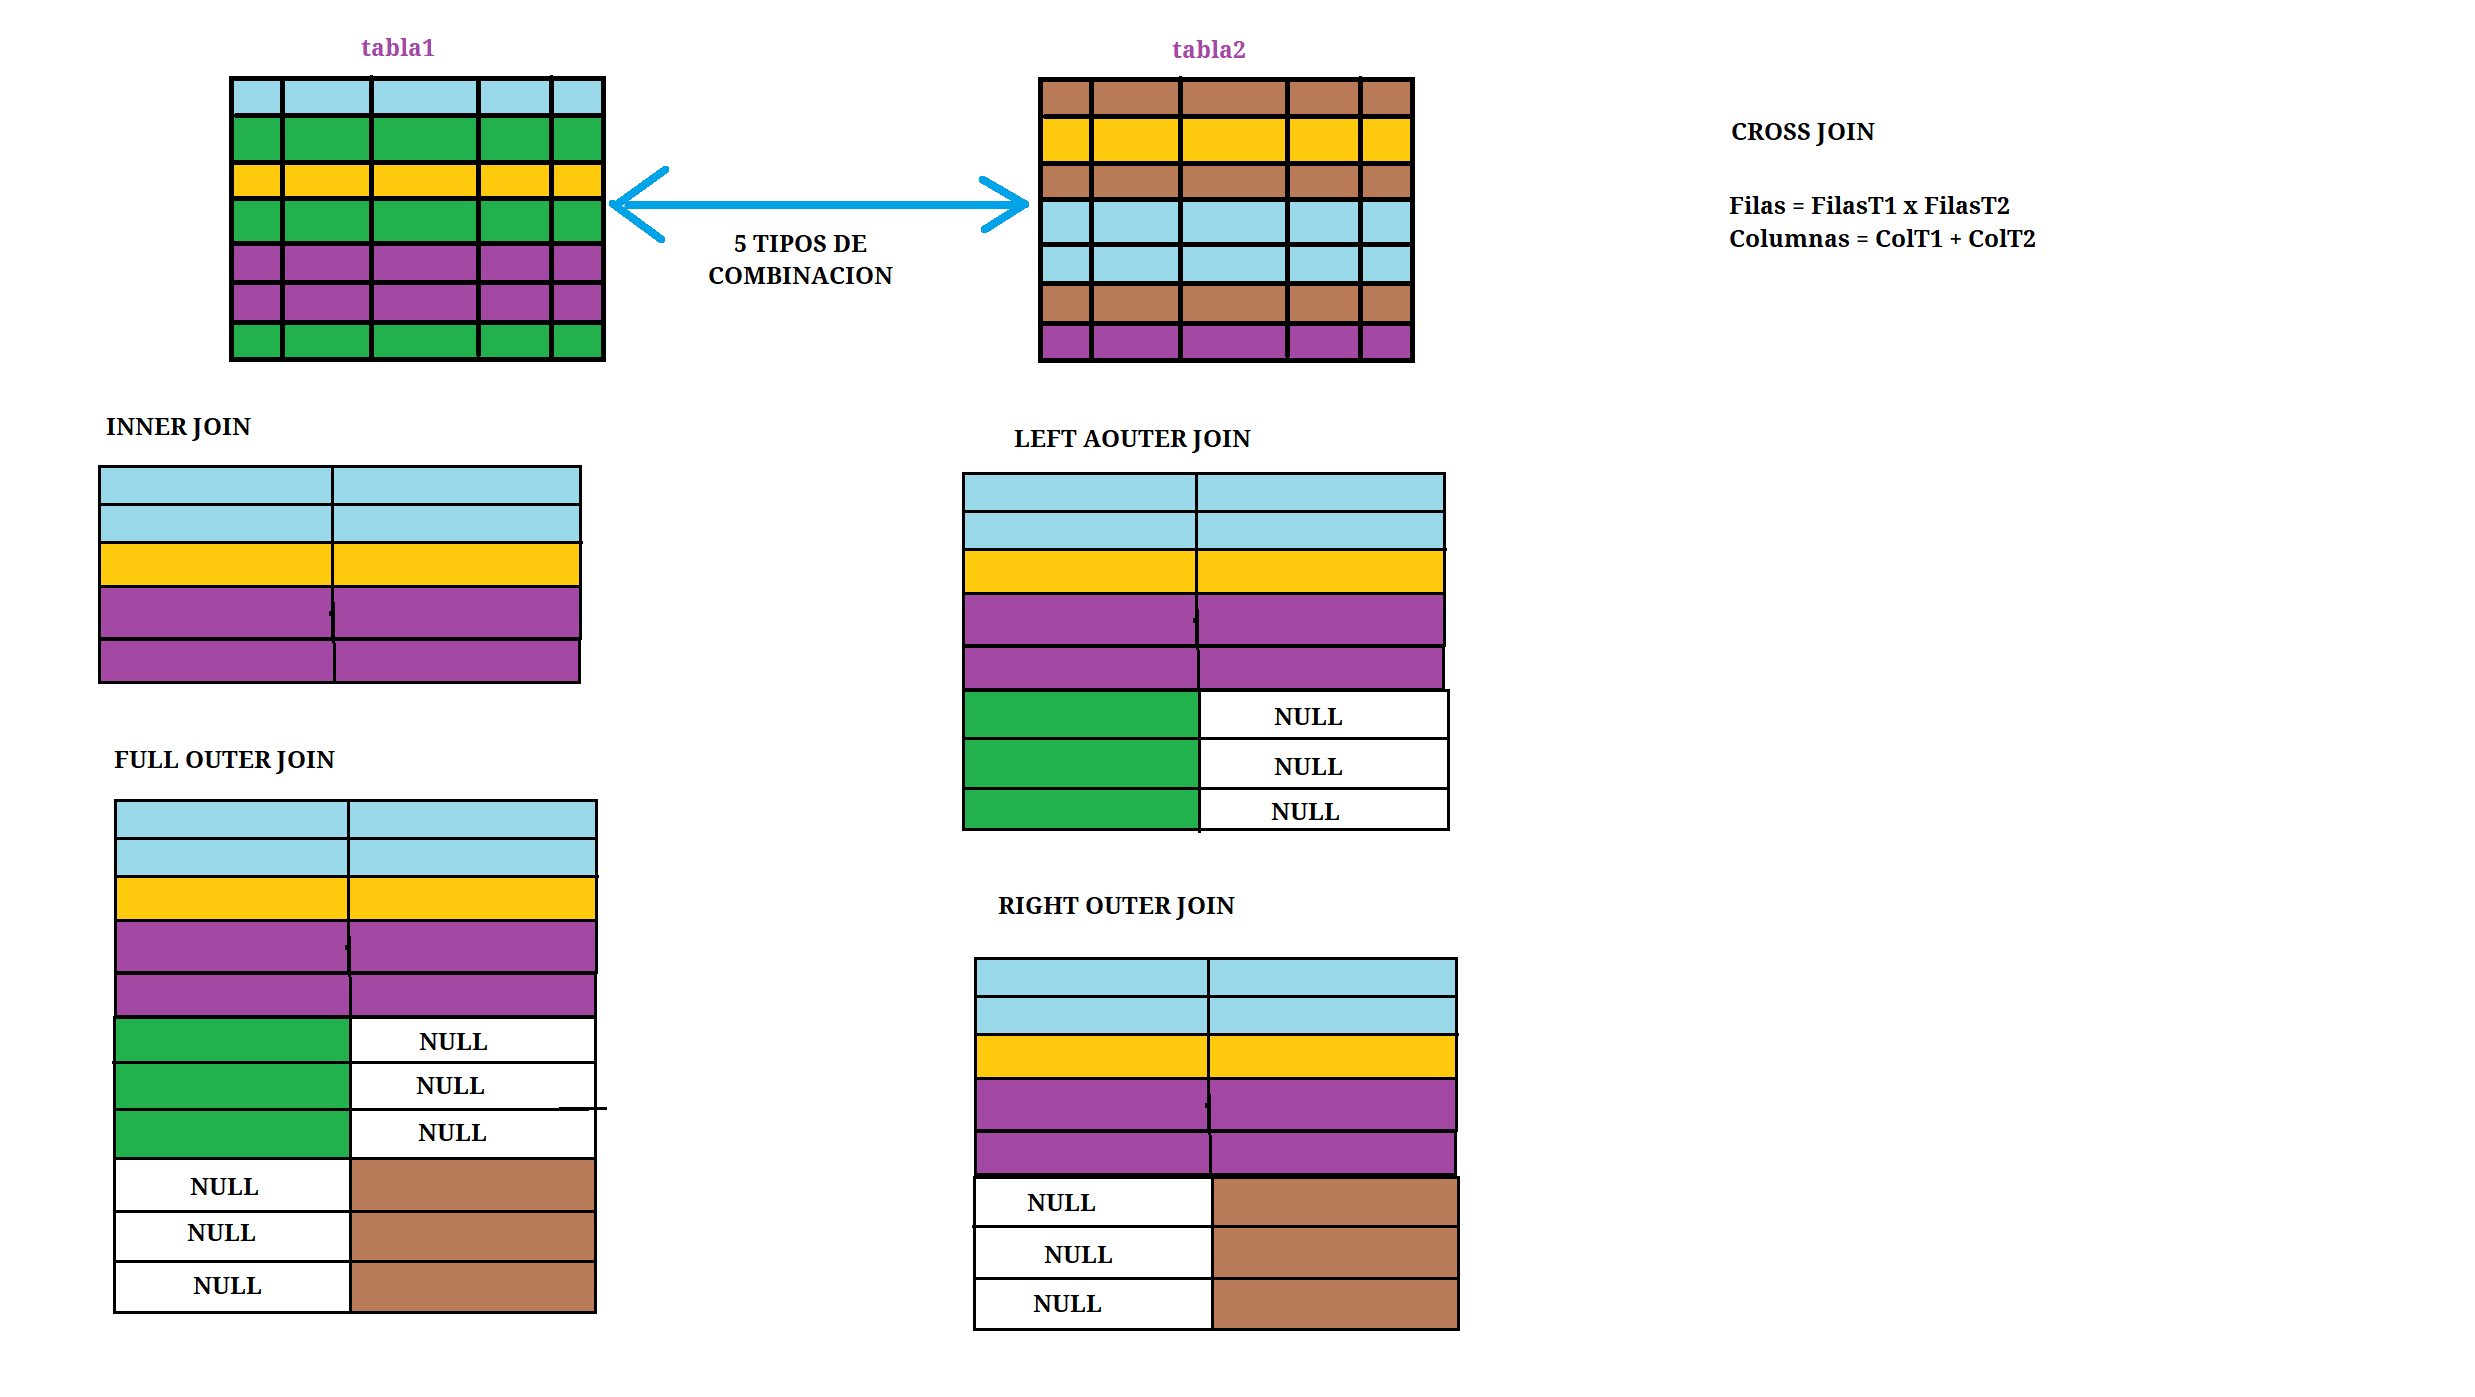 tabla1
tabla2
CROSS JOIN
Filas = FilasT1 x FilasT2
Columnas = ColT1 + ColT2
5 TIPOS DE
COMBINACION
INNER JOIN
LEFT AOUTER JOIN
NULL
NULL
NULL
FULL OUTER JOIN
NULL
NULL
NULL
NULL
NULL
NULL
RIGHT OUTER JOIN
NULL
NULL
NULL